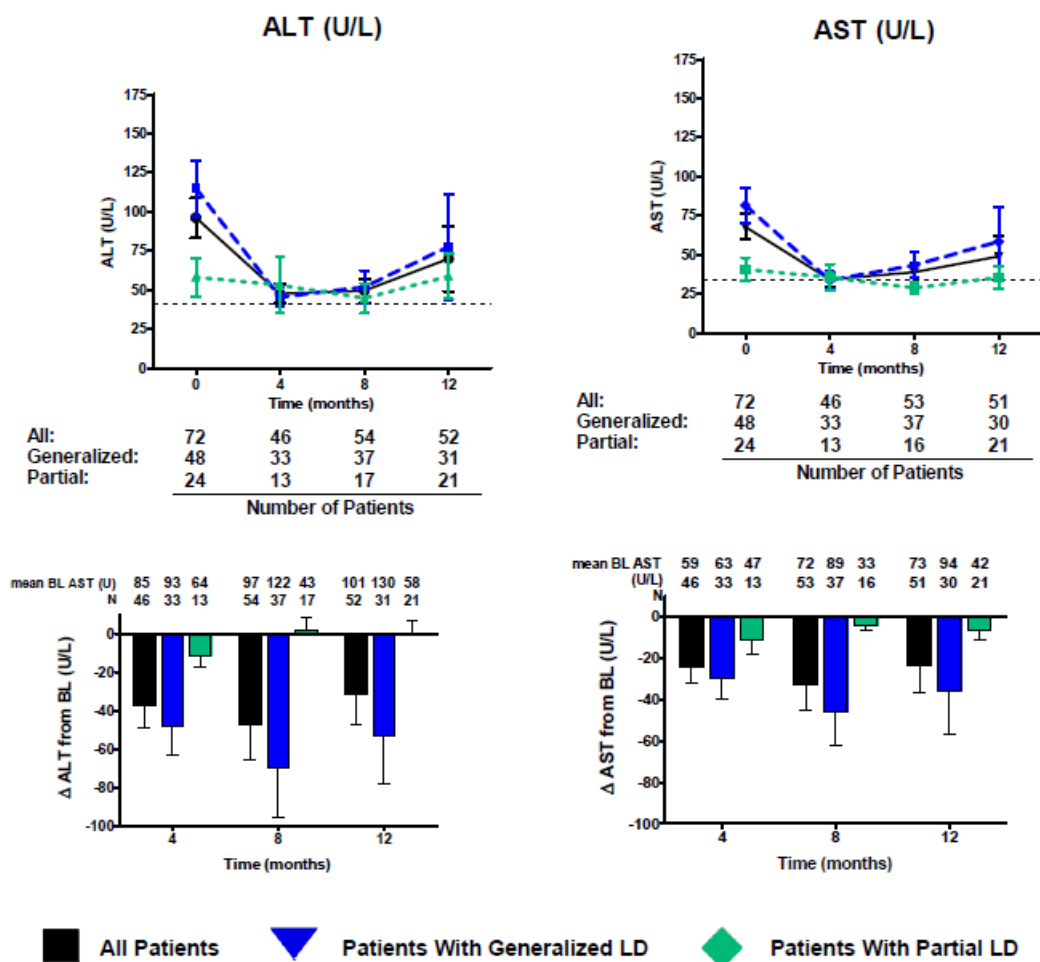 ALT (U/L)
175
150
125
100
75
50
25
0
ALT (U/L)
0 4 8 12
Time (months)
All: 72 46 54 52
Generalized: 48 33 37 31
Partial: 24 13 17 21
Number of Patients
AST (U/L)
175
150
125
100
75
50
25
0
AST (U/L)
0 4 8 12
Time (months)
All: 72 46 53 51
Generalized: 48 33 37 30
Partial: 24 13 16 21
Number of Patients
mean BL AST (U) 85 93 64 97 122 43 101 130 58
N 46 33 13 54 37 17 52 31 21
0
-20
-40
-60
-80
-100
Δ ALT from BL (U/L)
4 8 12
Time (months)
mean BL AST 59 63 47 72 89 33 73 94 42
(U/L) 46 33 13 53 37 16 51 30 21
N
0
-20
-40
-60
-80
-100
Δ AST from BL (U/L)
4 8 12
Time (months)
All Patients Patients With Generalized LD Patients With Partial LD